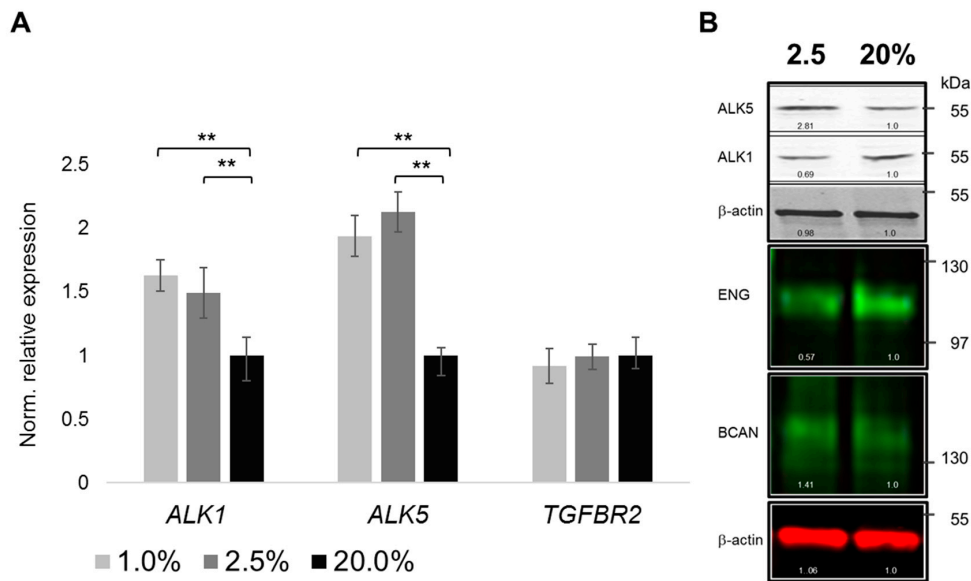 A
Norm. relative expression
2.5
2
1.5
1
0.5
0
**
**
**
**
ALK1 ALK5 TGFBR2
1.0% 2.5% 20.0%
B
2.5 20%
kDa
ALK5 55
2.81 1.0
ALK1 55
0.69 1.0
55
β-actin
0.98 1.0
130
ENG
97
0.57 1.0
BCAN
130
1.41 1.0
55
β-actin
1..06 1.0